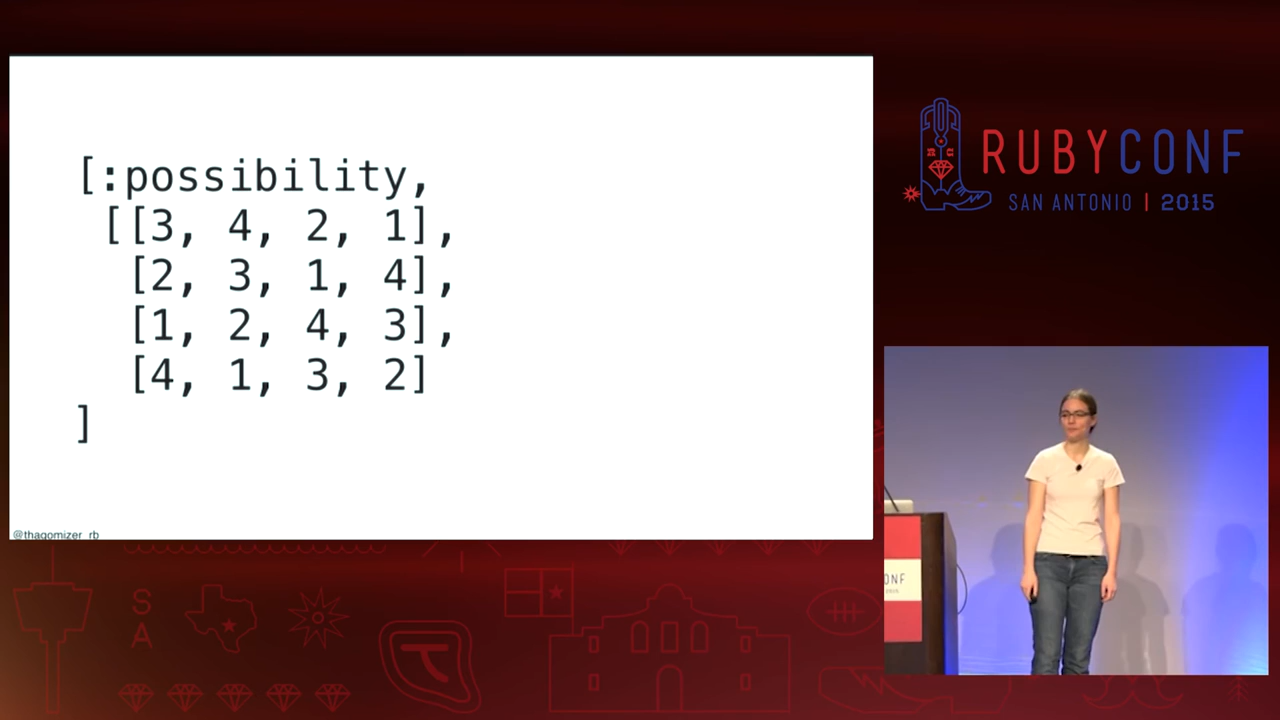 [:possibility,
[[3, 4, 2, 1],
[2, 3, 1, 4],
[1, 2, 4, 3],
[4, 1, 3, 2]
]
@thagomizer_rb
RUBYCONF
SAN ANTONIO | 2015
ONF
S
A